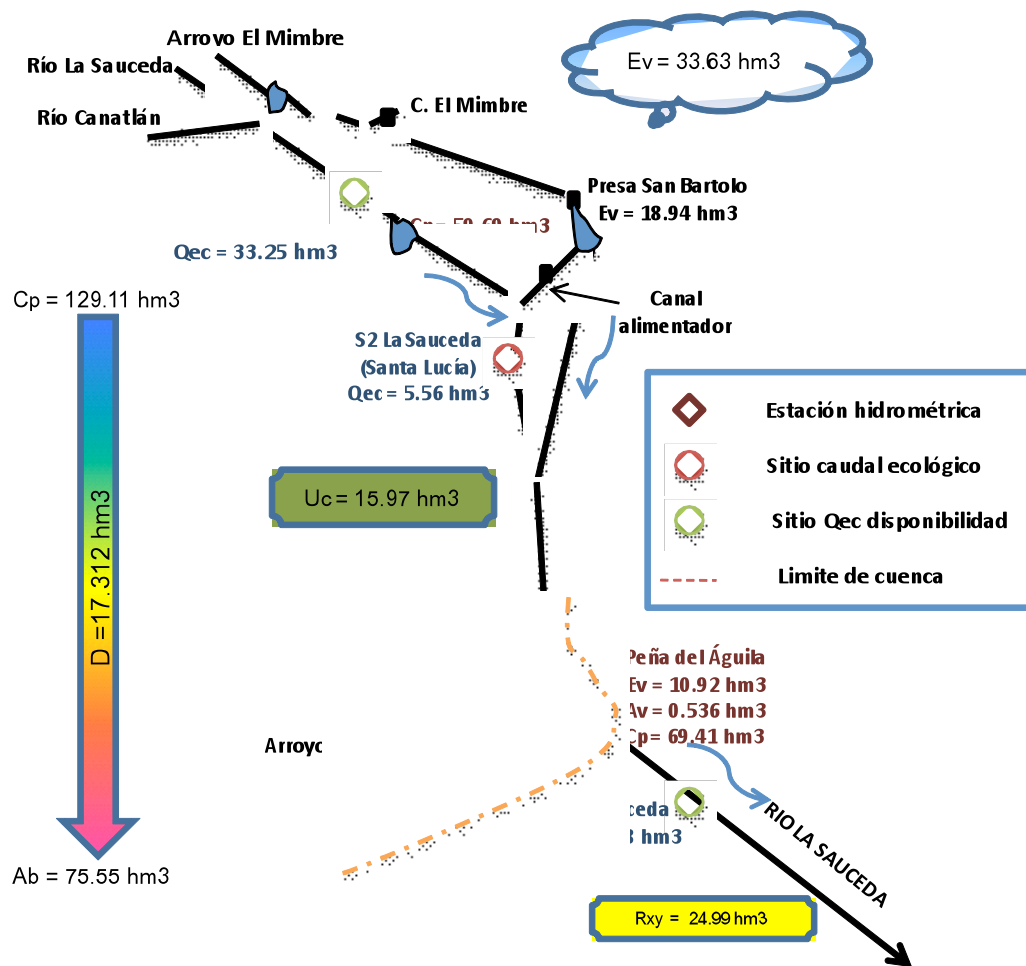 Arroyo El Mimbre
Río La Sauceda
Ev = 33.63 hm3
C. El Mimbre
Río Canatlán
Presa San Bartolo
Ev = 18.94 hm3
hm3
Qec = 33.25 hm3
Cp = 129.11 hm3
Canal
alimentador
S2 La Sauceda
(Santa Lucía)
Qec = 5.56 hm3
Estación hidrométrica
Sitio caudal ecológico
Uc = 15.97 hm3
Sitio Qec disponibilidad
Limite de cuenca
D =17.312 hm3
Peña del Águila
Ev = 10.92 hm3
Av = 0.536 hm3
Cp= 69.41 hm3
Arroyo
ceda
hm3
RIO LA SAUCEDA
Ab = 75.55 hm3
Rxy = 24.99 hm3